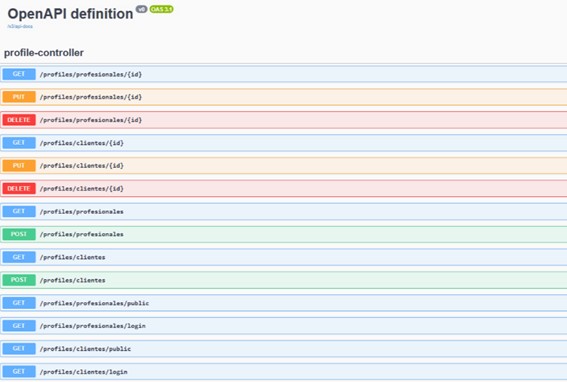 OpenAPI definition v0 OAS 3.1
/v3/api-docs
profile-controller
GET /profiles/profesionales/{id}
PUT /profiles/profesionales/{id}
DELETE /profiles/profesionales/{id}
GET /profiles/clientes/{id}
PUT /profiles/clientes/{id}
DELETE /profiles/clientes/{id}
GET /profiles/profesionales
POST /profiles/profesionales
GET /profiles/clientes
POST /profiles/clientes
GET /profiles/profesionales/public
GET /profiles/profesionales/login
GET /profiles/clientes/public
GET /profiles/clientes/login